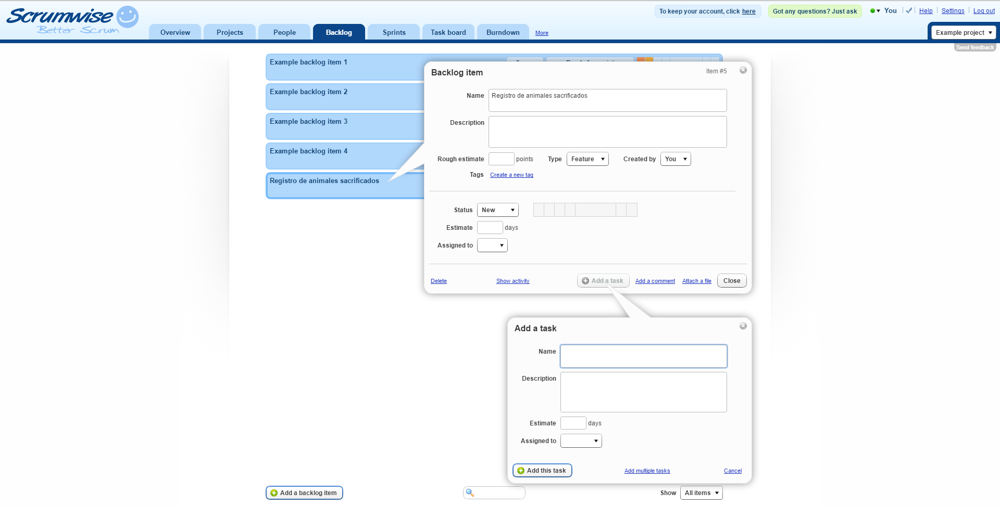 Scrumwise
Better Scrum
To keep your account, click here
Got any questions? Just ask
You
Help
Settings
Log out
Overview
Projects
People
Backlog
Sprints
Task board
Burndown
More
Example project
Send feedback
Example backlog item 1
Example backlog item 2
Example backlog item 3
Example backlog item 4
Registro de animales sacrificados
Backlog item
Item #5
Name
Registro de animales sacrificados
Description
Rough estimate
points
Type
Feature
Created by
You
Tags
Create a new tag
Status
New
Estimate
days
Assigned to
Delete
Show activity
Add a task
Add a comment
Attach a file
Close
Add a task
Name
Description
Estimate
days
Assigned to
Add this task
Add multiple tasks
Cancel
Add a backlog item
Show
All items